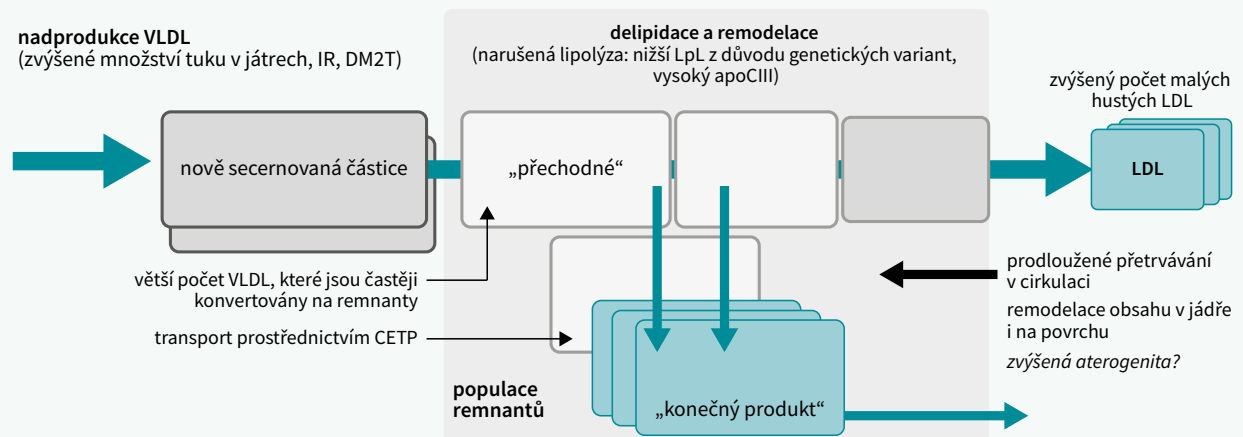 nadprodukce VLDL
(zvýšené množství tuku v játrech, IR, DM2T)
delipidace a remodelace
(narušená lipolýza: nižší LpL z důvodu genetických variant,
vysoký apoCIII)
zvýšený počet malých
hustých LDL
nově secernovaná částice
„přechodné“
LDL
větší počet VLDL, které jsou častěji
konvertovány na remnanty
transport prostřednictvím CETP
prodloužené přetrvávání
v cirkulaci
remodelace obsahu v jádře
i na povrchu
zvýšená aterogenita?
populace
remnantů
„konečný produkt“